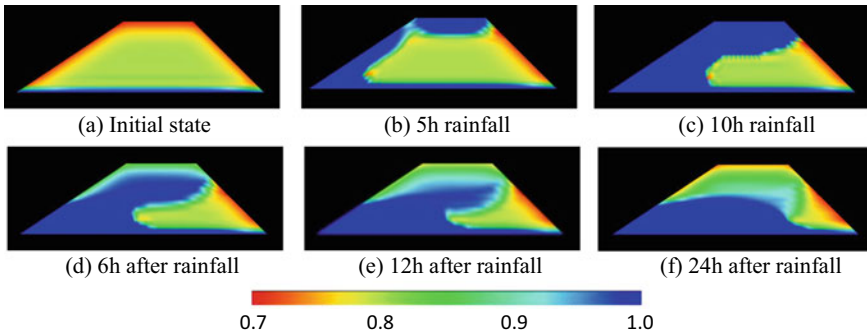 (a) Initial state
(b) 5h rainfall
(c) 10h rainfall
(d) 6h after rainfall
(e) 12h after rainfall
(f) 24h after rainfall
0.7 0.8 0.9 1.0